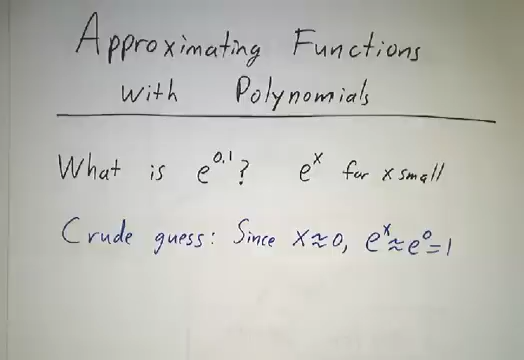 Approximating Functions
with Polynomials
What is e^0.1? e^x for x small
Crude guess: Since x≈0, e^x≈e^0=1